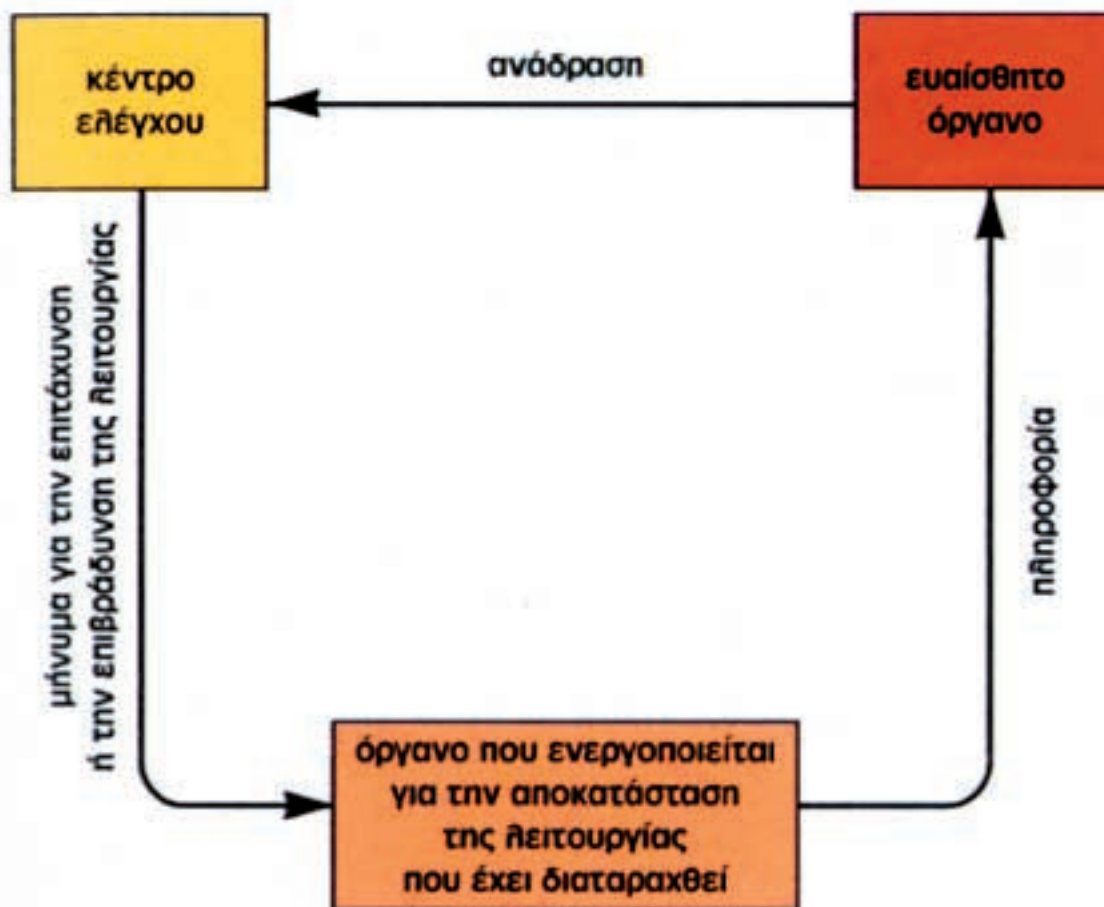 κέντρο
ελέγχου
ανάδραση
ευαίσθητο
όργανο
μήνυμα για την επιτάχυνση
ή την επιβράδυνση της λειτουργίας
πληροφορία
όργανο που ενεργοποιείται
για την αποκατάσταση
της λειτουργίας
που έχει διαταραχθεί